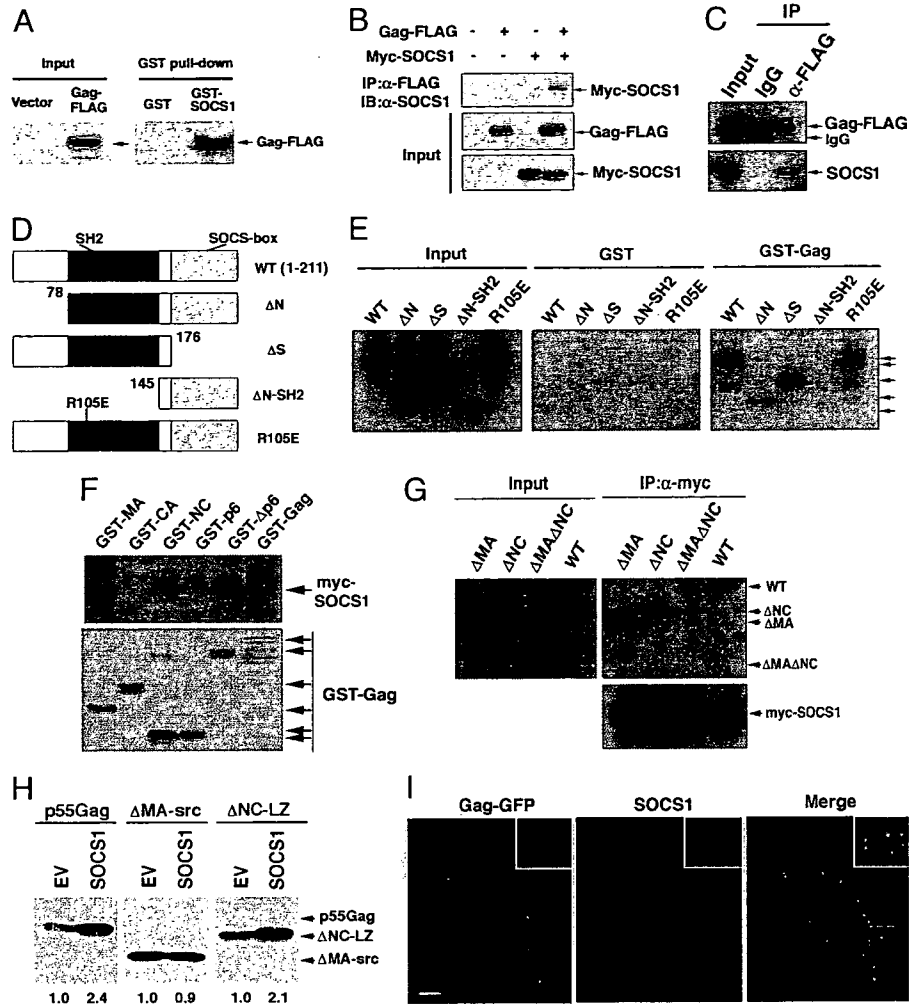 A
Input
GST pull-down
Vector
Gag-FLAG
GST
GST-SOCS1
Gag-FLAG
B
Gag-FLAG - + - +
Myc-SOCS1 - - + +
IP:α-FLAG
IB:α-SOCS1
Myc-SOCS1
Input
Gag-FLAG
Myc-SOCS1
C
IP
Input
IgG
α-FLAG
Gag-FLAG
IgG
SOCS1
D
SH2
SOCS-box
WT (1-211)
78
ΔN
176
ΔS
145
ΔN-SH2
R105E
R105E
E
Input
GST
GST-Gag
WT ΔN ΔS ΔN-SH2 R105E
WT ΔN ΔS ΔN-SH2 R105E
WT ΔN ΔS ΔN-SH2 R105E
F
GST-MA
GST-CA
GST-NC
GST-p6
GST-Δp6
GST-Gag
myc-
SOCS1
GST-Gag
G
Input
IP:α-myc
ΔMA ΔNC ΔMAΔNC WT
ΔMA ΔNC ΔMAΔNC WT
WT
ΔNC
ΔMA
ΔMAΔNC
myc-SOCS1
H
p55Gag
ΔMA-src
ΔNC-LZ
EV SOCS1
EV SOCS1
EV SOCS1
p55Gag
ΔNC-LZ
ΔMA-src
1.0 2.4 1.0 0.9 1.0 2.1
I
Gag-GFP
SOCS1
Merge